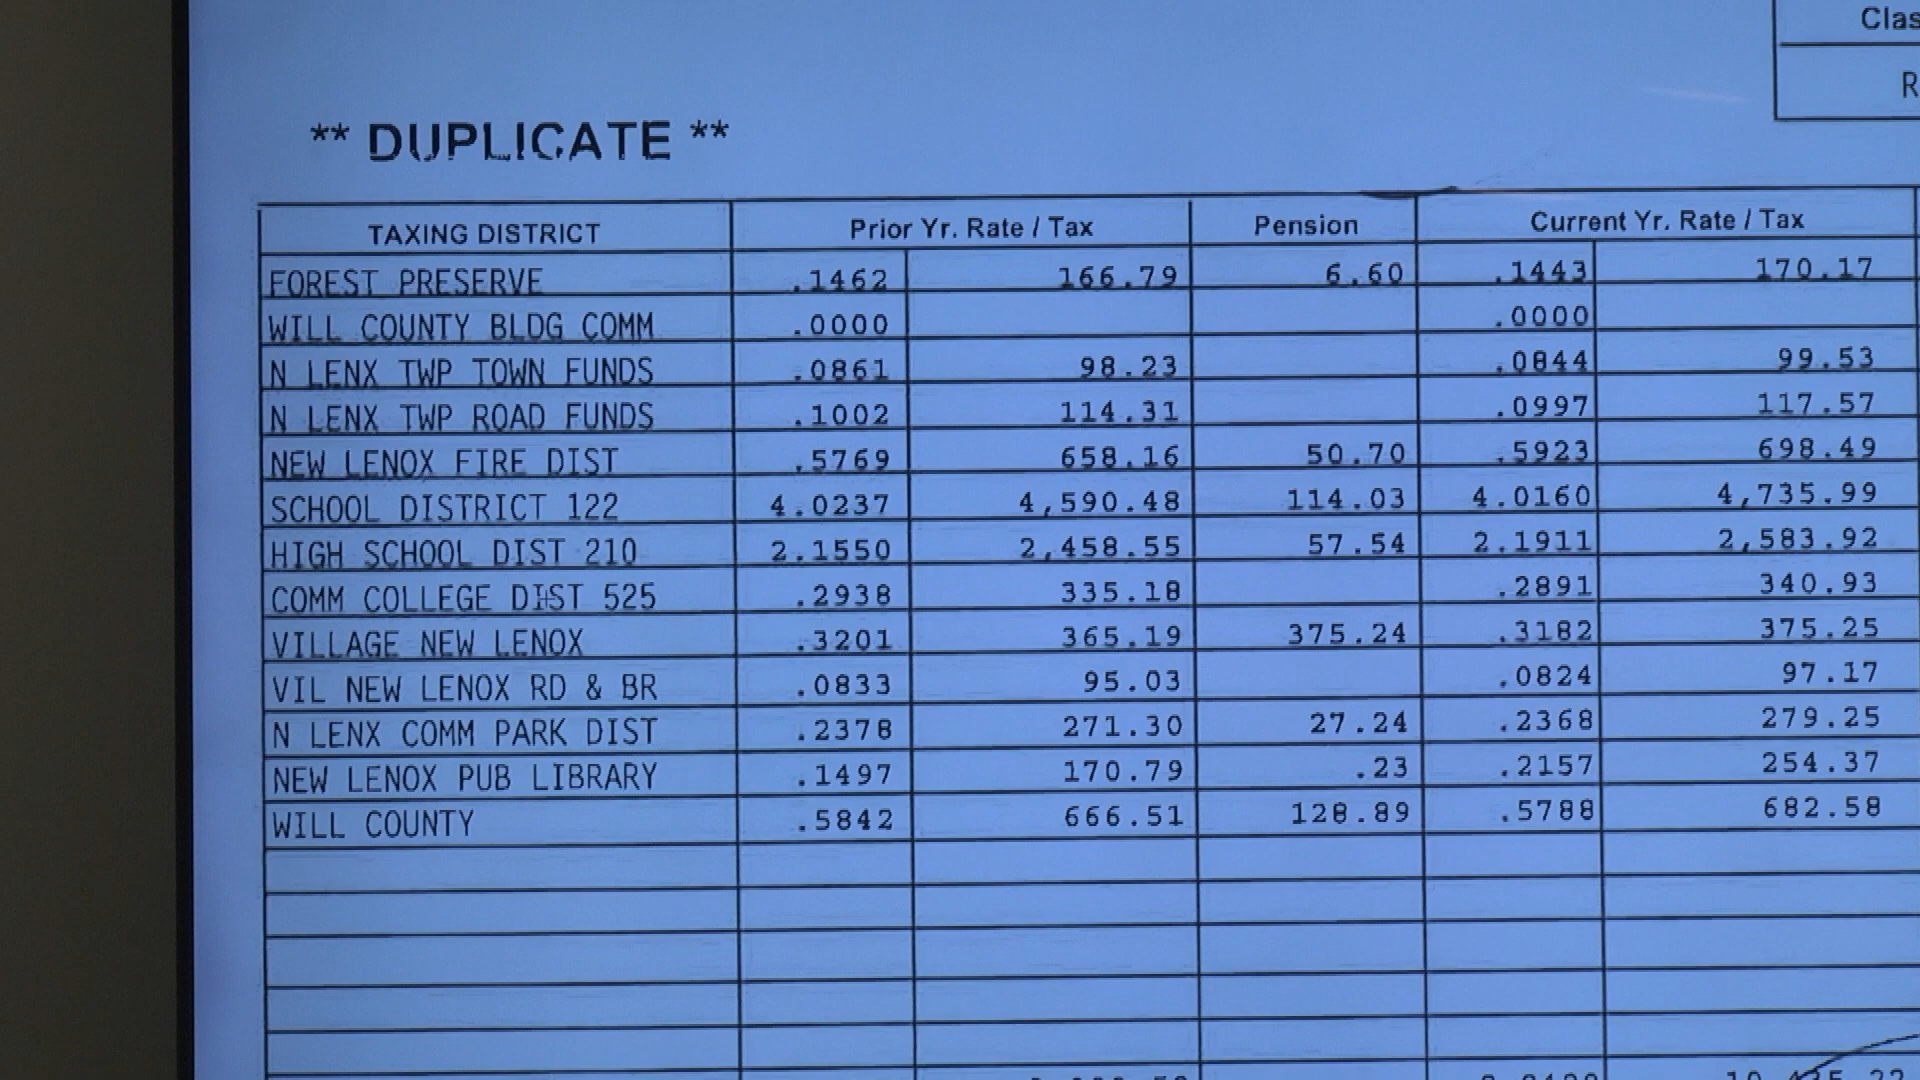 Clas
R
** DUPLICATE **
TAXING DISTRICT Prior Yr. Rate / Tax Pension Current Yr. Rate / Tax
FOREST PRESERVE .1462 166.79 6.60 .1443 170.17
WILL COUNTY BLDG COMM .0000 .0000
N LENX TWP TOWN FUNDS .0861 98.23 .0844 99.53
N LENX TWP ROAD FUNDS .1002 114.31 .0997 117.57
NEW LENOX FIRE DIST .5769 658.16 50.70 .5923 698.49
SCHOOL DISTRICT 122 4.0237 4,590.48 114.03 4.0160 4,735.99
HIGH SCHOOL DIST 210 2.1550 2,458.55 57.54 2.1911 2,583.92
COMM COLLEGE DIST 525 .2938 335.18 .2891 340.93
VILLAGE NEW LENOX .3201 365.19 375.24 .3182 375.25
VIL NEW LENOX RD & BR .0833 95.03 .0824 97.17
N LENX COMM PARK DIST .2378 271.30 27.24 .2368 279.25
NEW LENOX PUB LIBRARY .1497 170.79 .23 .2157 254.37
WILL COUNTY .5842 666.51 128.89 .5788 682.58